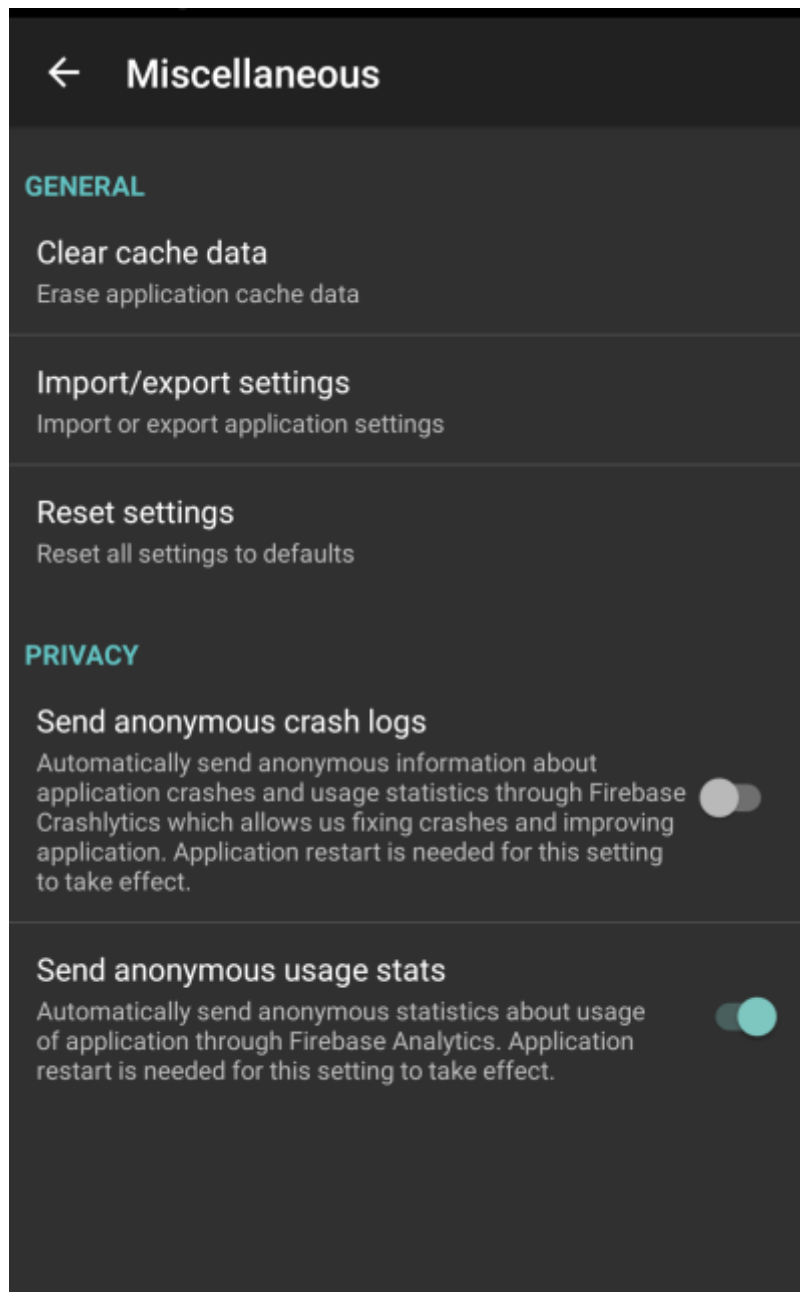 Miscellaneous
GENERAL
Clear cache data
Erase application cache data
Import/export settings
Import or export application settings
Reset settings
Reset all settings to defaults
PRIVACY
Send anonymous crash logs
Automatically send anonymous information about
application crashes and usage statistics through Firebase
Crashlytics which allows us fixing crashes and improving
application. Application restart is needed for this setting
to take effect.
Send anonymous usage stats
Automatically send anonymous statistics about usage
of application through Firebase Analytics. Application
restart is needed for this setting to take effect.